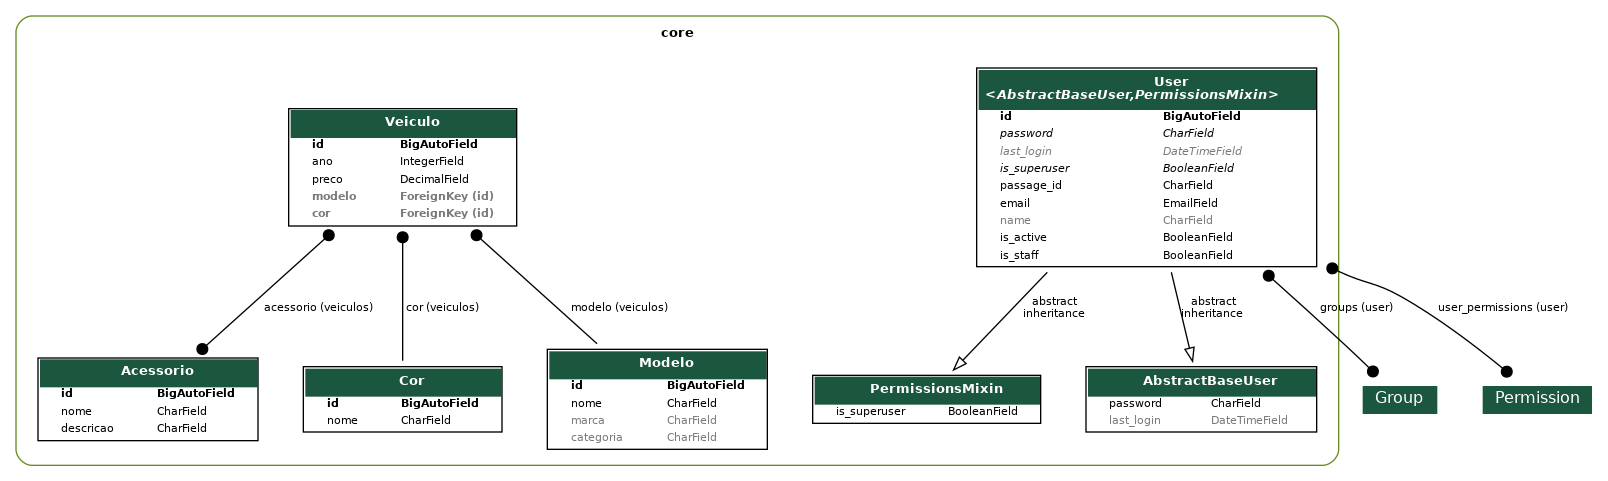 core
Veiculo
id BigAutoField
ano IntegerField
preco DecimalField
modelo ForeignKey (id)
cor ForeignKey (id)
User
<AbstractBaseUser,PermissionsMixin>
id BigAutoField
password CharField
last_login DateTimeField
is_superuser BooleanField
passage_id CharField
email EmailField
name CharField
is_active BooleanField
is_staff BooleanField
acessorio (veiculos)
cor (veiculos)
modelo (veiculos)
abstract
inheritance
abstract
inheritance
groups (user)
user_permissions (user)
Acessorio
id BigAutoField
nome CharField
descricao CharField
Cor
id BigAutoField
nome CharField
Modelo
id BigAutoField
nome CharField
marca CharField
categoria CharField
PermissionsMixin
is_superuser BooleanField
AbstractBaseUser
password CharField
last_login DateTimeField
Group
Permission